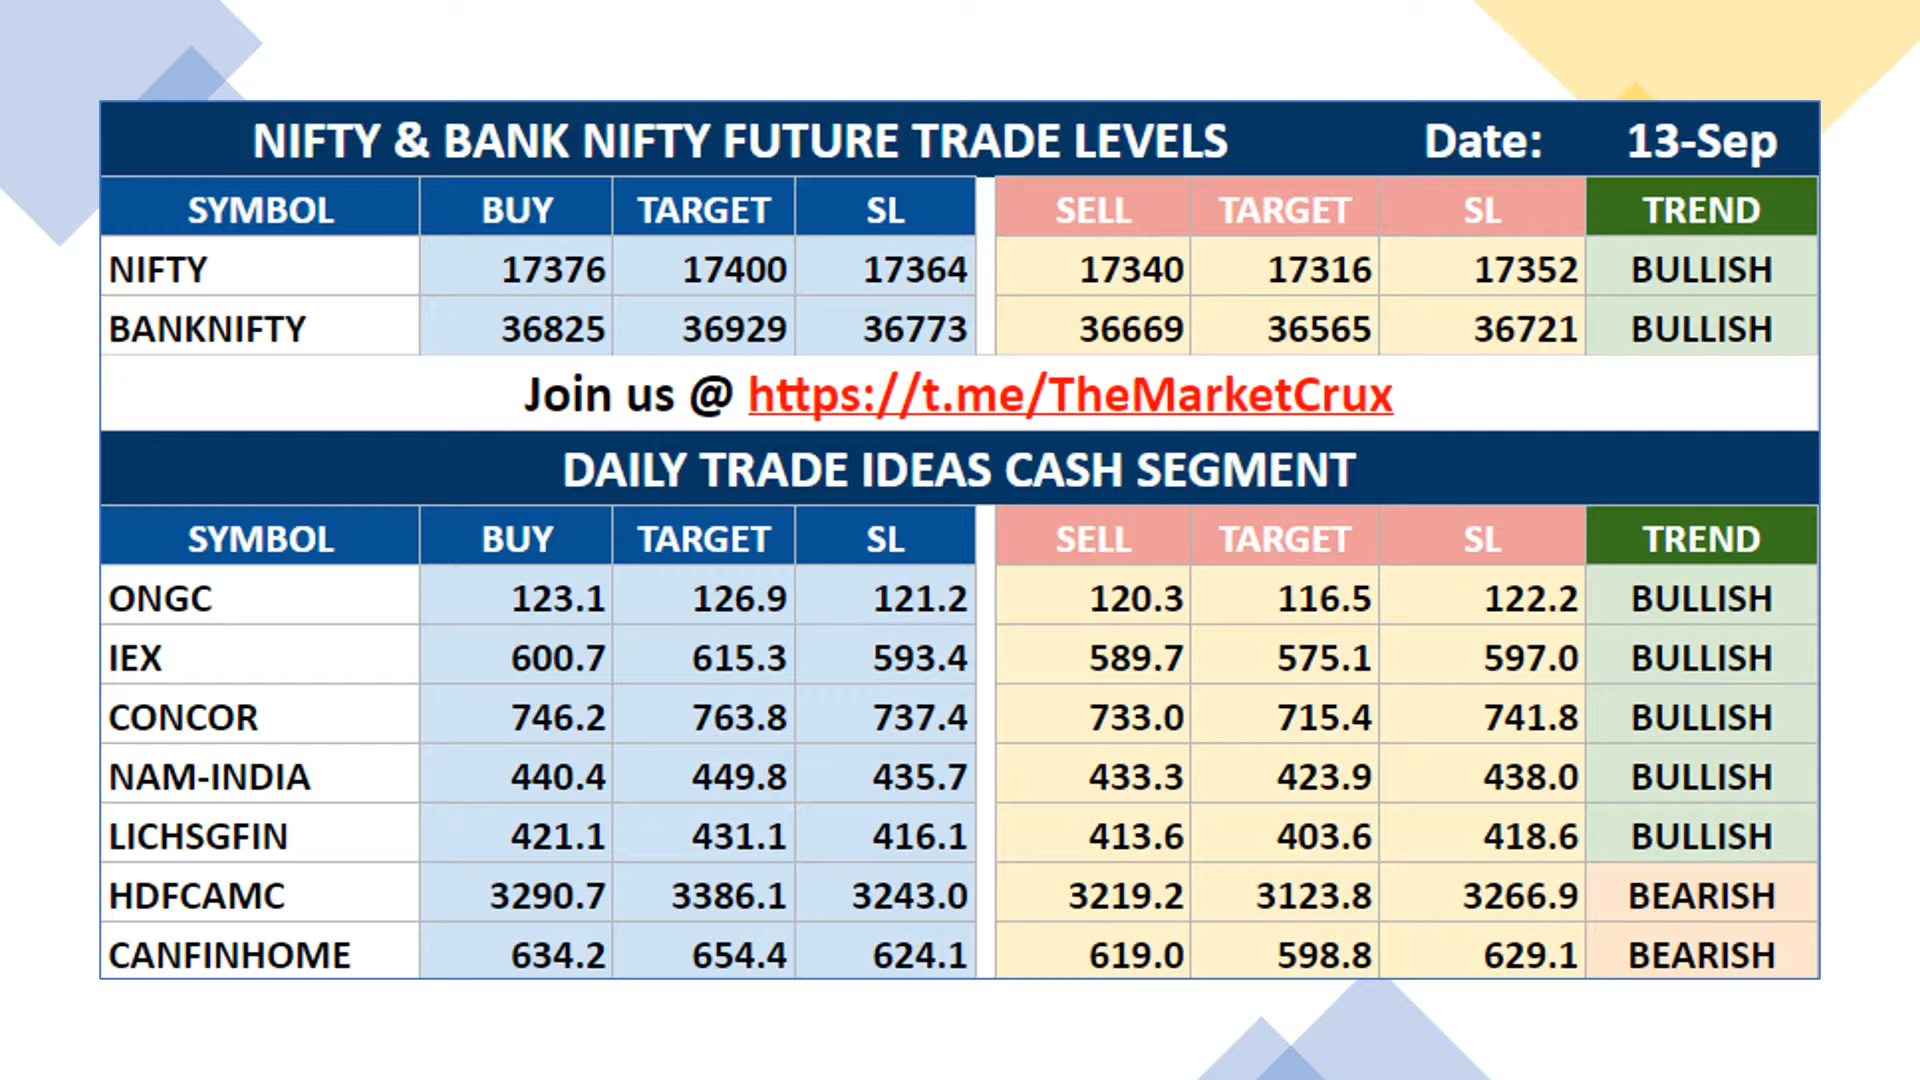 NIFTY & BANK NIFTY FUTURE TRADE LEVELS Date: 13-Sep
SYMBOL BUY TARGET SL SELL TARGET SL TREND
NIFTY 17376 17400 17364 17340 17316 17352 BULLISH
BANKNIFTY 36825 36929 36773 36669 36565 36721 BULLISH
Join us @ https://t.me/TheMarketCrux
DAILY TRADE IDEAS CASH SEGMENT
SYMBOL BUY TARGET SL SELL TARGET SL TREND
ONGC 123.1 126.9 121.2 120.3 116.5 122.2 BULLISH
IEX 600.7 615.3 593.4 589.7 575.1 597.0 BULLISH
CONCOR 746.2 763.8 737.4 733.0 715.4 741.8 BULLISH
NAM-INDIA 440.4 449.8 435.7 433.3 423.9 438.0 BULLISH
LICHSGFIN 421.1 431.1 416.1 413.6 403.6 418.6 BULLISH
HDFCAMC 3290.7 3386.1 3243.0 3219.2 3123.8 3266.9 BEARISH
CANFINHOME 634.2 654.4 624.1 619.0 598.8 629.1 BEARISH